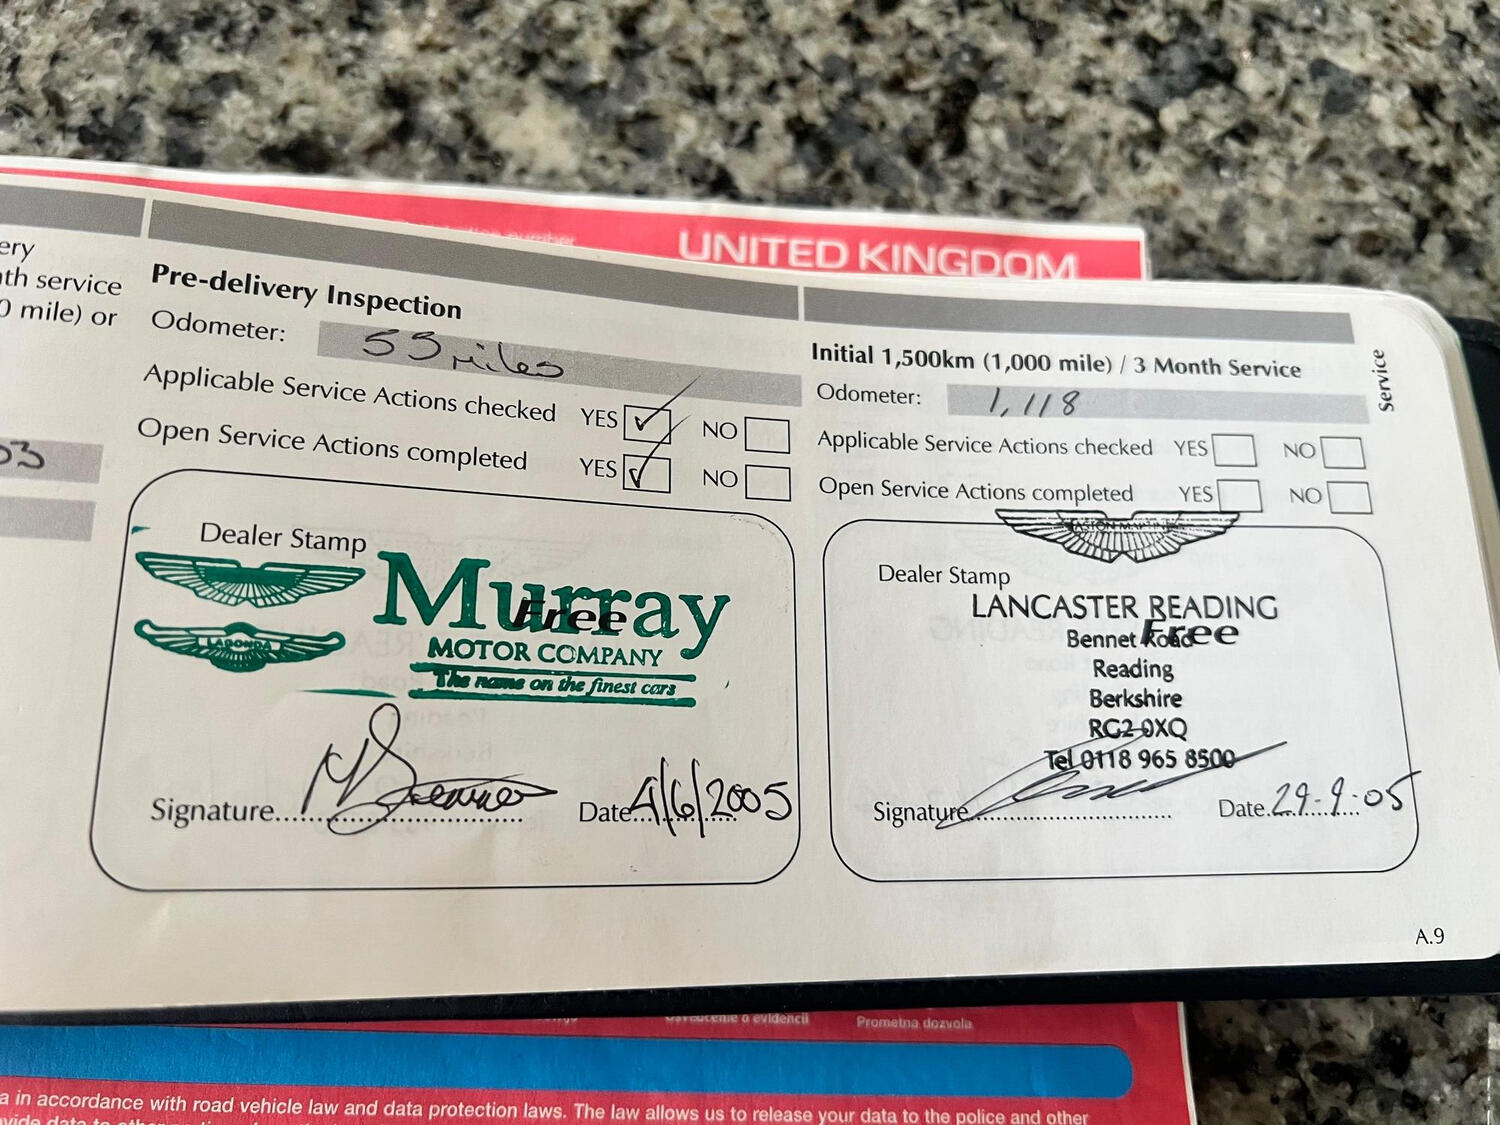 UNITED KINGDOM
ery
nth service
0 mile) or
03
Pre-delivery Inspection
Odometer: 55 miles
Applicable Service Actions checked YES ✓ NO
Open Service Actions completed YES ✓ NO
Dealer Stamp
LAGONDA
Murray
Free
MOTOR COMPANY
The name on the finest cars
Signature Date 4/6/2005
Initial 1,500km (1,000 mile) / 3 Month Service
Odometer: 1,118
Applicable Service Actions checked YES NO
Open Service Actions completed YES NO
ASTON MARTIN
Dealer Stamp
LANCASTER READING
Bennet Road
Free
Reading
Berkshire
RG2 0XQ
Tel 0118 965 8500
Signature Date 29-9-05
Service
A.9
Osvedčenie o evidencii Prometna dozvola
a in accordance with road vehicle law and data protection laws. The law allows us to release your data to the police and other